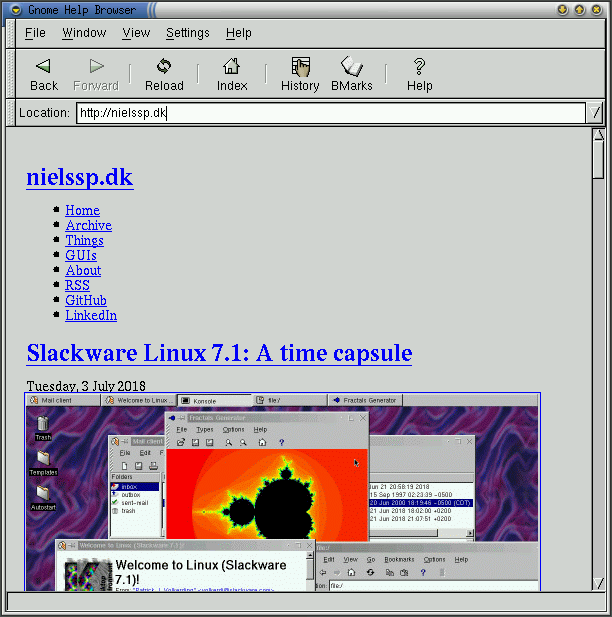 Gnome Help Browser
File Window View Settings Help
Back Forward Reload Index History BMarks Help
Location: http://nielssp.dk
nielssp.dk
Home
Archive
Things
GUIs
About
RSS
GitHub
LinkedIn
Slackware Linux 7.1: A time capsule
Tuesday, 3 July 2018
Mail client Welcome to Linux ... Konsole file:/ Fractals Generator
Fractals Generator
File Types Options Help
Trash
Templates
Autostart
Mail client
File Edit
Folders
inbox
outbox
sent-mail
trash
Jun 21 20:58:19 2018
15 Sep 1997 02:23:39 -0500
20 Jun 2000 18:19:46 -0500 (CDT)
21 Jun 2018 18:02:00 +0200
21 Jun 2018 21:07:51 +0200
Welcome to Linux (Slackware 7.1)!
Welcome to Linux (Slackware
7.1)!
From: "Patrick J. Volkerding" <volkerdi@slackware.com>
file:/
Edit View Go Bookmarks Options Help
file:/